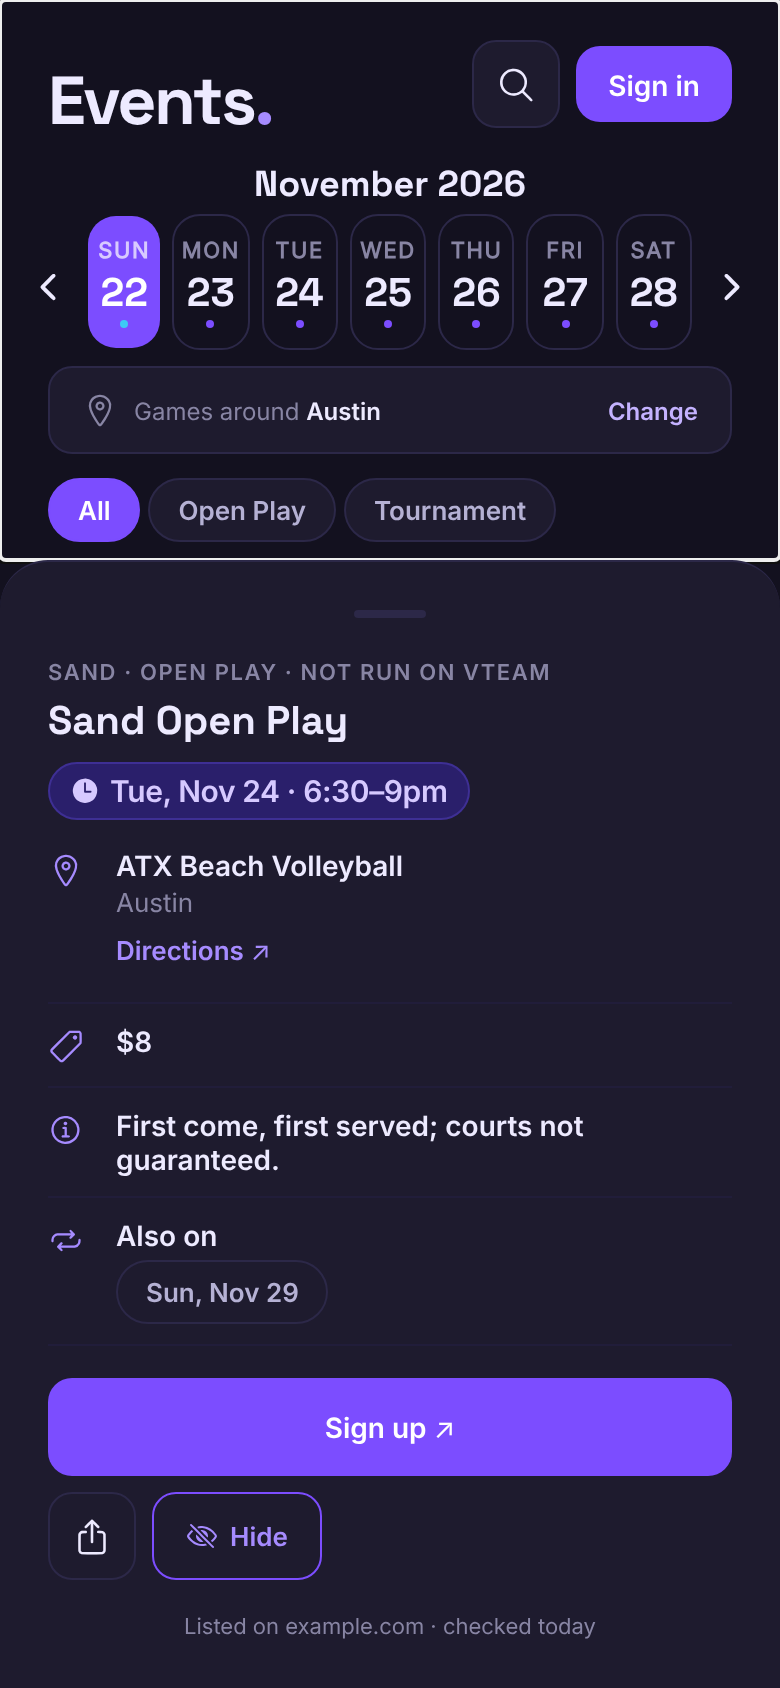 Events.
Sign in
November 2026
SUN MON TUE WED THU FRI SAT
22 23 24 25 26 27 28
Games around Austin Change
All Open Play Tournament
SAND · OPEN PLAY · NOT RUN ON VTEAM
Sand Open Play
Tue, Nov 24 · 6:30–9pm
ATX Beach Volleyball
Austin
Directions ↗
$8
First come, first served; courts not
guaranteed.
Also on
Sun, Nov 29
Sign up ↗
Hide
Listed on example.com · checked today